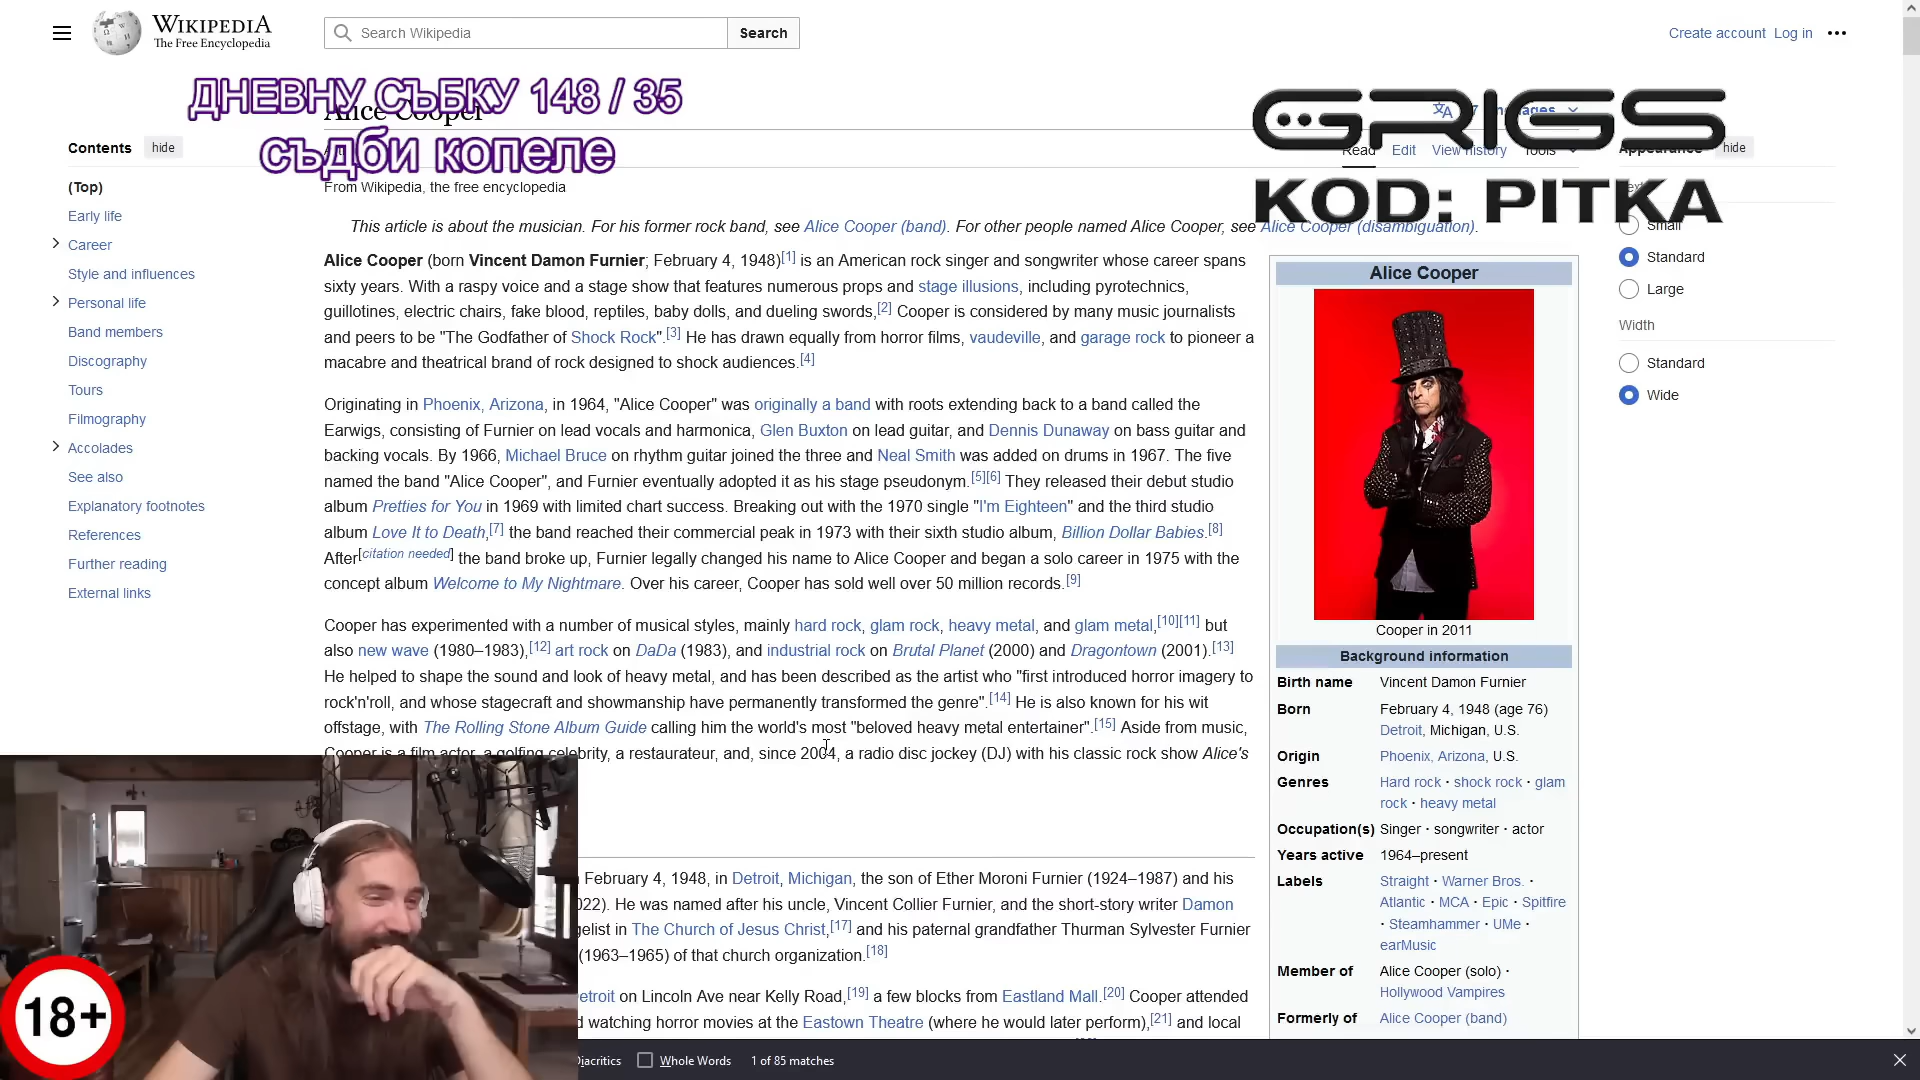 WIKIPEDIA
The Free Encyclopedia
Search Wikipedia
Search
Create account
Log in
ДНЕВНУ СЪБКУ 148 / 35
съдби копеле
GRIGS
KOD: PITKA
Alice Cooper
Contents
hide
(Top)
Early life
Career
Style and influences
Personal life
Band members
Discography
Tours
Filmography
Accolades
See also
Explanatory footnotes
References
Further reading
External links
Read
Edit
View history
Tools
From Wikipedia, the free encyclopedia
This article is about the musician. For his former rock band, see Alice Cooper (band). For other people named Alice Cooper, see Alice Cooper (disambiguation).
Alice Cooper (born Vincent Damon Furnier; February 4, 1948)[1] is an American rock singer and songwriter whose career spans
sixty years. With a raspy voice and a stage show that features numerous props and stage illusions, including pyrotechnics,
guillotines, electric chairs, fake blood, reptiles, baby dolls, and dueling swords,[2] Cooper is considered by many music journalists
and peers to be "The Godfather of Shock Rock".[3] He has drawn equally from horror films, vaudeville, and garage rock to pioneer a
macabre and theatrical brand of rock designed to shock audiences.[4]
Originating in Phoenix, Arizona, in 1964, "Alice Cooper" was originally a band with roots extending back to a band called the
Earwigs, consisting of Furnier on lead vocals and harmonica, Glen Buxton on lead guitar, and Dennis Dunaway on bass guitar and
backing vocals. By 1966, Michael Bruce on rhythm guitar joined the three and Neal Smith was added on drums in 1967. The five
named the band "Alice Cooper", and Furnier eventually adopted it as his stage pseudonym.[5][6] They released their debut studio
album Pretties for You in 1969 with limited chart success. Breaking out with the 1970 single "I'm Eighteen" and the third studio
album Love It to Death,[7] the band reached their commercial peak in 1973 with their sixth studio album, Billion Dollar Babies.[8]
After[citation needed] the band broke up, Furnier legally changed his name to Alice Cooper and began a solo career in 1975 with the
concept album Welcome to My Nightmare. Over his career, Cooper has sold well over 50 million records.[9]
Cooper has experimented with a number of musical styles, mainly hard rock, glam rock, heavy metal, and glam metal,[10][11] but
also new wave (1980–1983),[12] art rock on DaDa (1983), and industrial rock on Brutal Planet (2000) and Dragontown (2001).[13]
He helped to shape the sound and look of heavy metal, and has been described as the artist who "first introduced horror imagery to
rock'n'roll, and whose stagecraft and showmanship have permanently transformed the genre".[14] He is also known for his wit
offstage, with The Rolling Stone Album Guide calling him the world's most "beloved heavy metal entertainer".[15] Aside from music,
Cooper is a film actor, a golfing celebrity, a restaurateur, and, since 2004, a radio disc jockey (DJ) with his classic rock show Alice's
February 4, 1948, in Detroit, Michigan, the son of Ether Moroni Furnier (1924–1987) and his
022). He was named after his uncle, Vincent Collier Furnier, and the short-story writer Damon
gelist in The Church of Jesus Christ,[17] and his paternal grandfather Thurman Sylvester Furnier
(1963–1965) of that church organization.[18]
etroit on Lincoln Ave near Kelly Road,[19] a few blocks from Eastland Mall.[20] Cooper attended
d watching horror movies at the Eastown Theatre (where he would later perform),[21] and local
Alice Cooper
Cooper in 2011
Background information
Birth name Vincent Damon Furnier
Born February 4, 1948 (age 76)
Detroit, Michigan, U.S.
Origin Phoenix, Arizona, U.S.
Genres Hard rock · shock rock · glam
rock · heavy metal
Occupation(s) Singer · songwriter · actor
Years active 1964–present
Labels Straight · Warner Bros. ·
Atlantic · MCA · Epic · Spitfire
· Steamhammer · UMe ·
earMusic
Member of Alice Cooper (solo) ·
Hollywood Vampires
Formerly of Alice Cooper (band)
Appearance
hide
Small
Standard
Large
Width
Standard
Wide
18+
Diacritics
Whole Words
1 of 85 matches